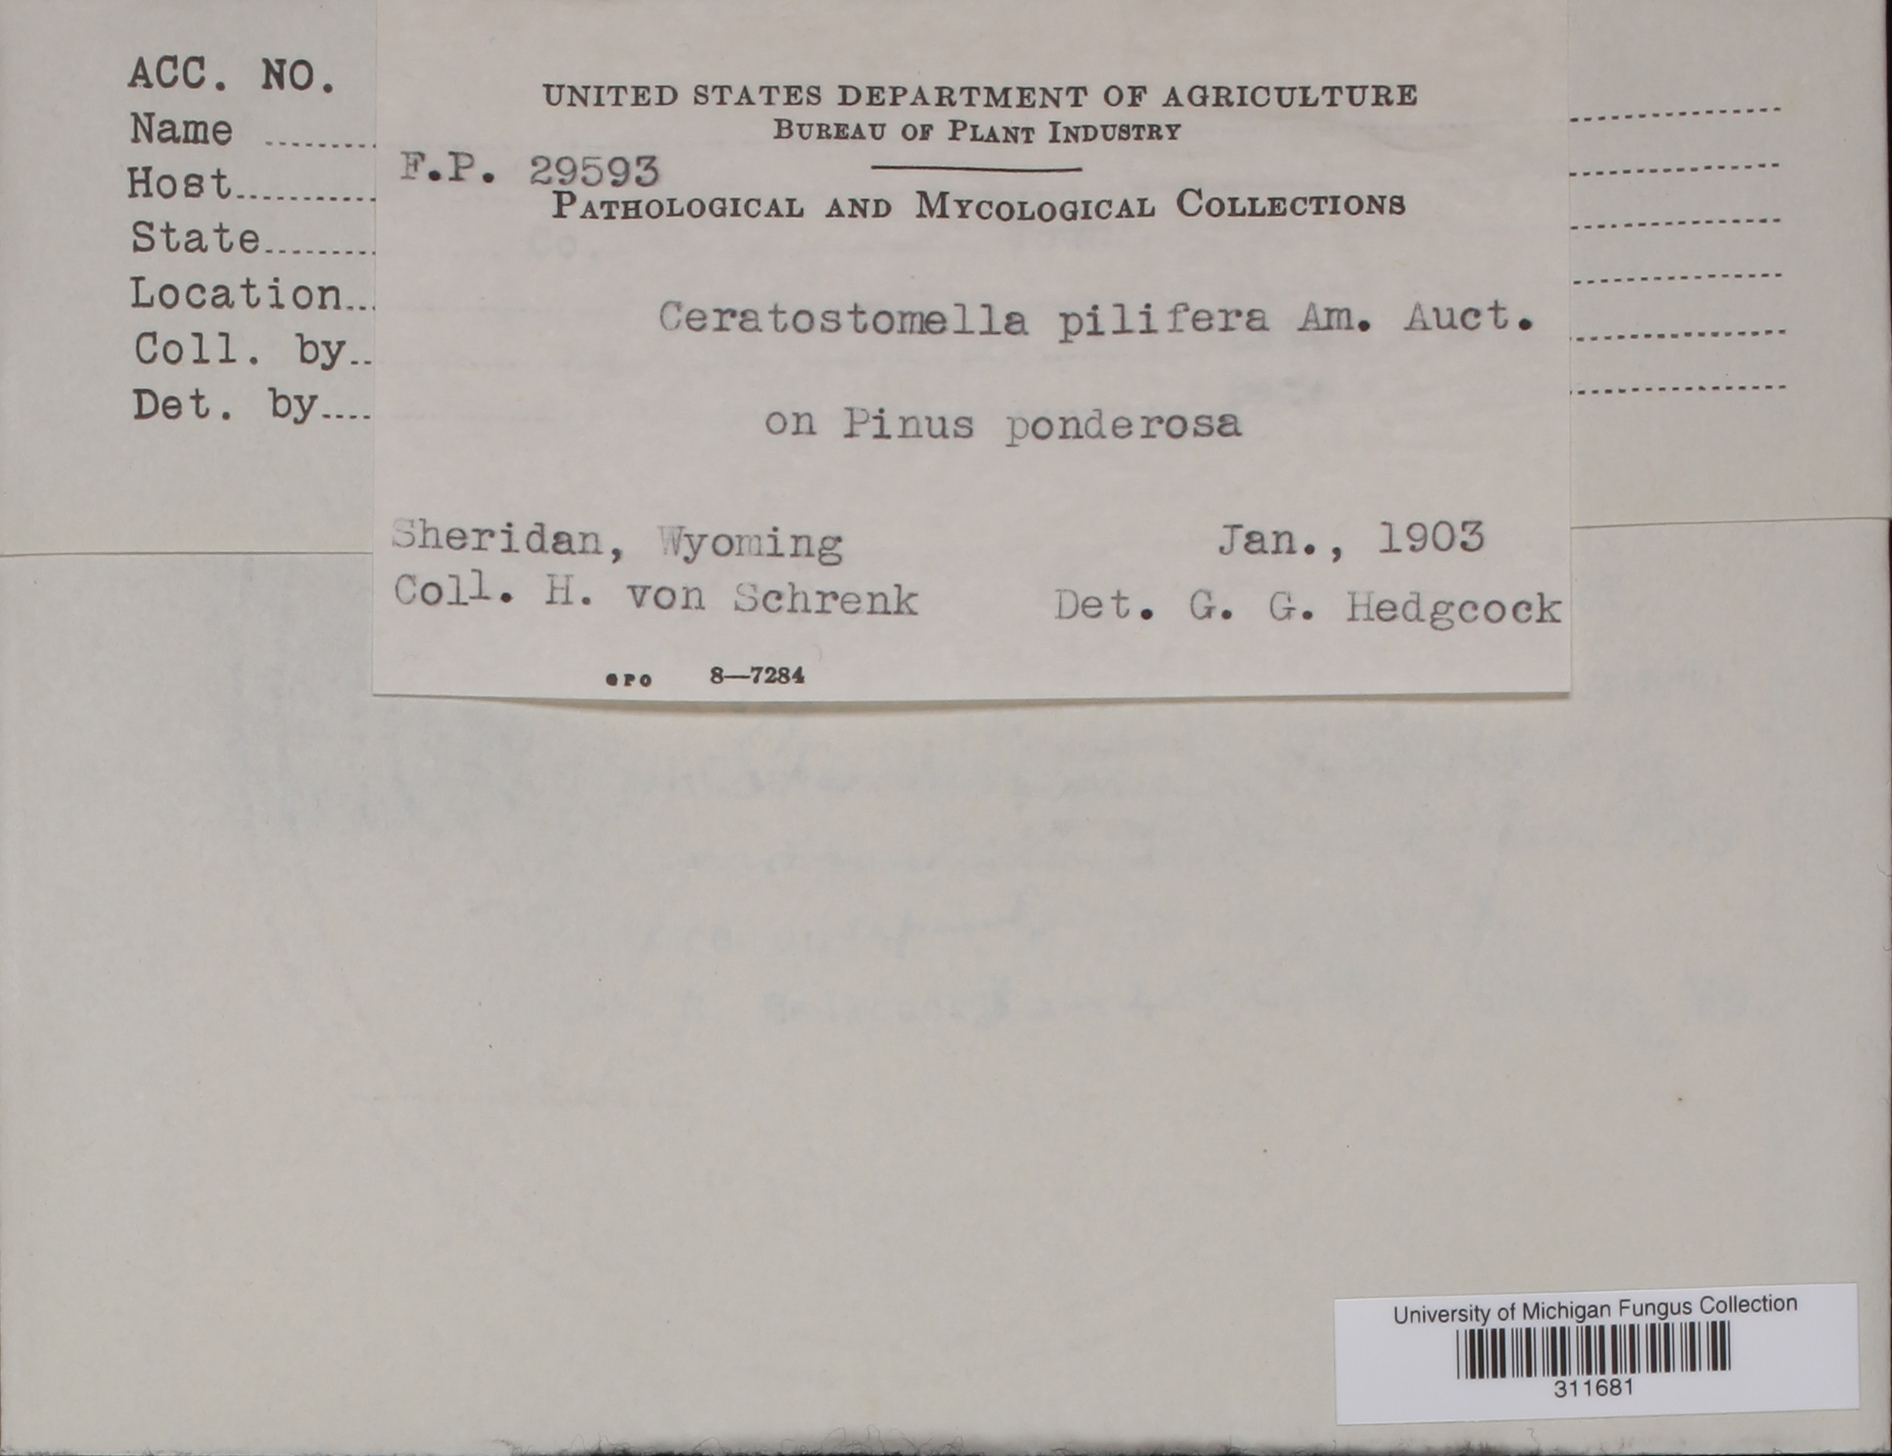 ACC. NO.
Name
Host
State
Location
Coll. by
Det. by
UNITED STATES DEPARTMENT OF AGRICULTURE
BUREAU OF PLANT INDUSTRY
F.P. 29593
PATHOLOGICAL AND MYCOLOGICAL COLLECTIONS
Ceratostomella pilifera Am. Auct.
on Pinus ponderosa
Sheridan, Wyoming Jan., 1903
Coll. H. von Schrenk Det. G. G. Hedgcock
GPO 8—7284
University of Michigan Fungus Collection
311681